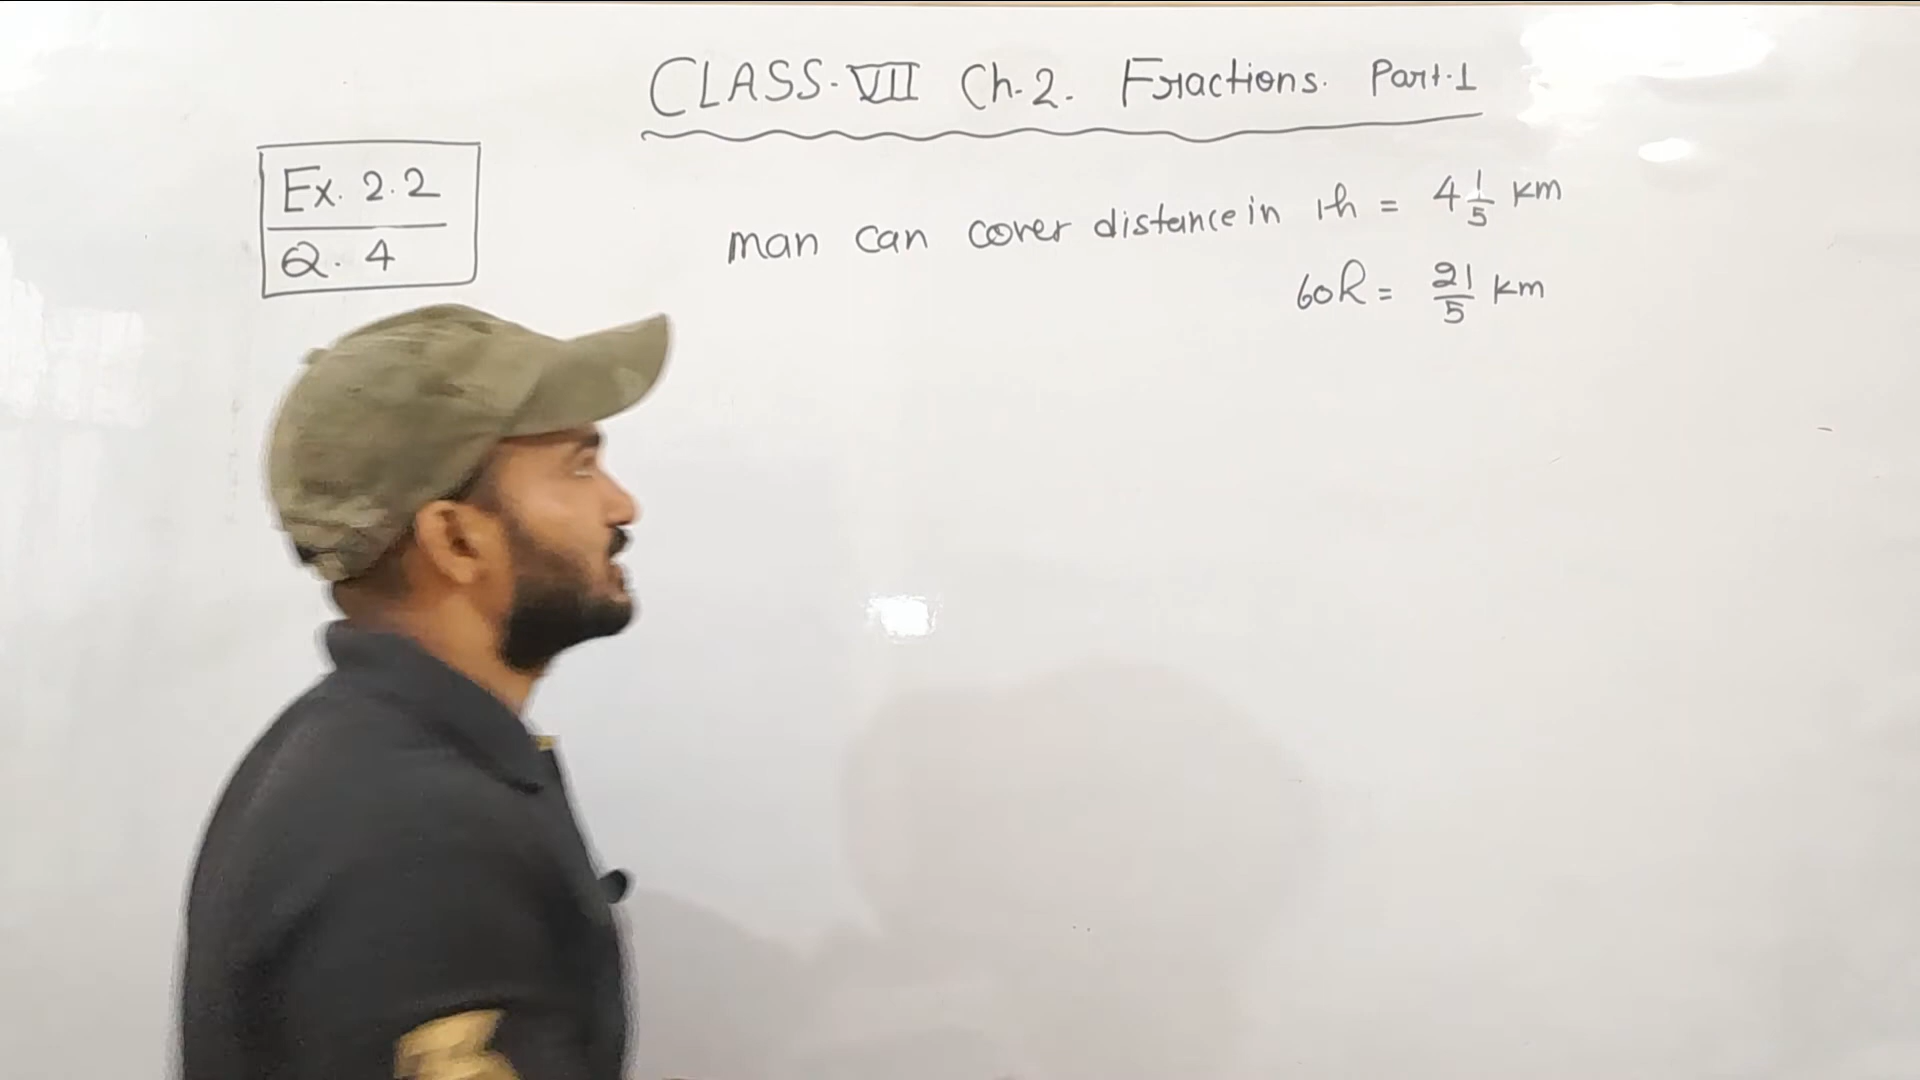 CLASS-VII Ch.2. Fractions. Part.1
Ex. 2.2
Q. 4
man can cover distance in 1h = 4 1/5 km
= 21/5 km